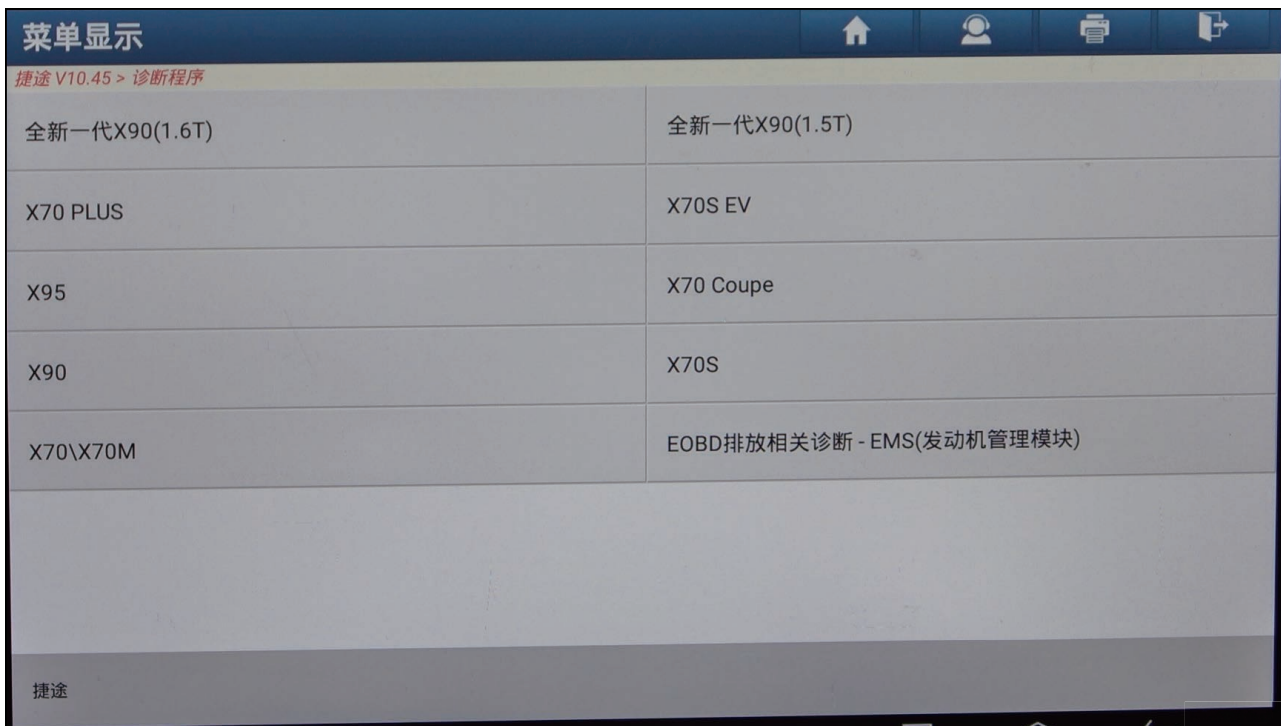 菜单显示
捷途 V10.45 > 诊断程序
全新一代X90(1.6T)
全新一代X90(1.5T)
X70 PLUS
X70S EV
X95
X70 Coupe
X90
X70S
X70\X70M
EOBD排放相关诊断 - EMS(发动机管理模块)
捷途